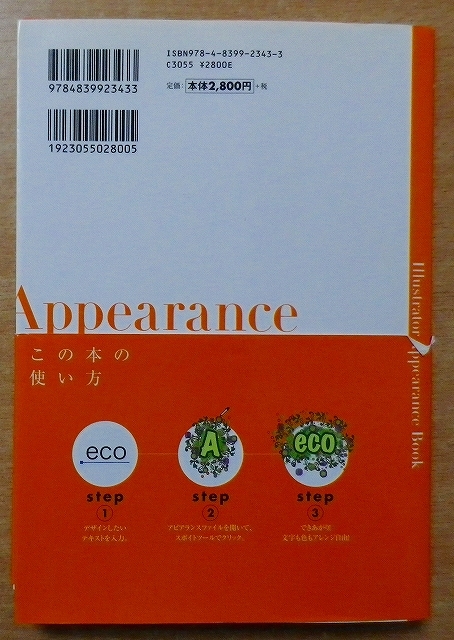 ISBN978-4-8399-2343-3
C3055 ¥2800E
定価: 本体2,800円 +税
9784839923433
1923055028005
Appearance
Illustrator Appearance Book
この本の
使い方
eco
step
1
デザインしたい
テキストを入力。
A
step
2
アピアランスファイルを開いて、
スポイトツールでクリック。
eco
step
3
できあがり!
文字も色もアレンジ自由!